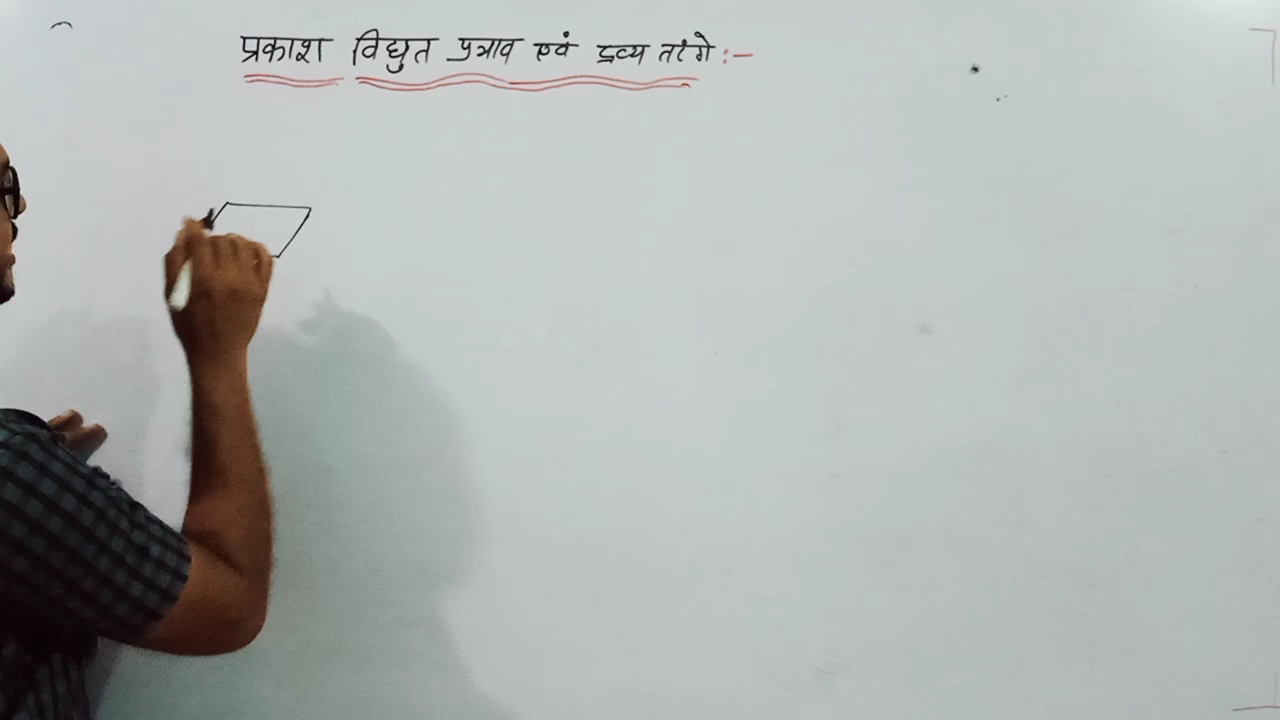 प्रकाश विद्युत प्रभाव एवं द्रव्य तरंगे :-